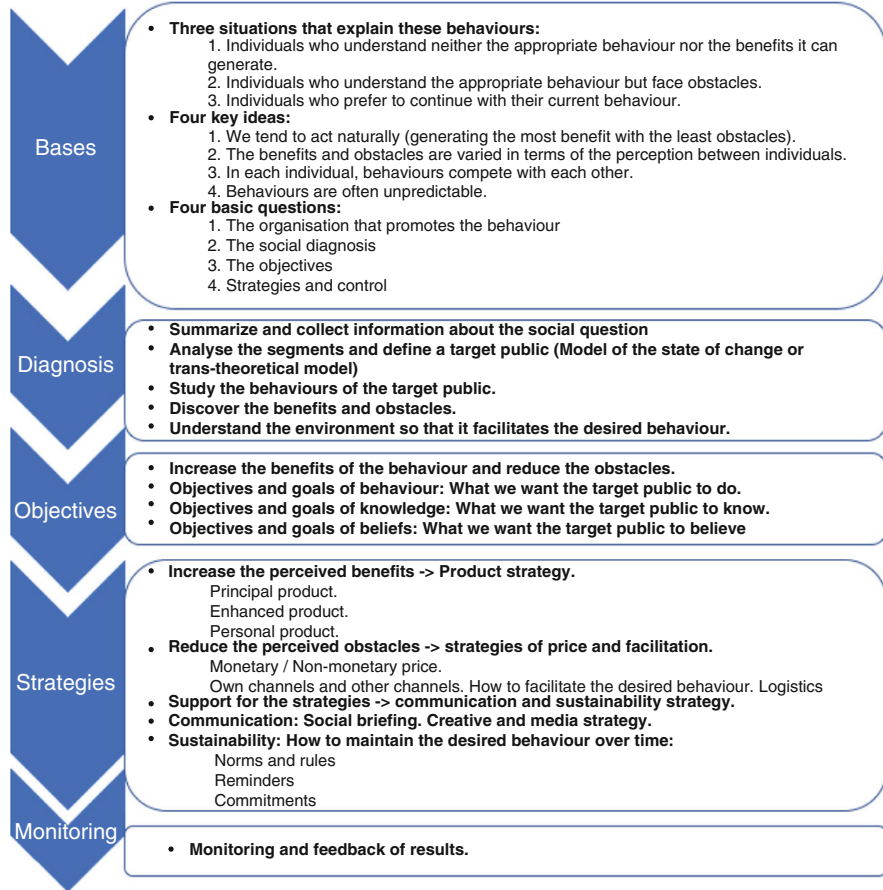 Bases
• Three situations that explain these behaviours:
1. Individuals who understand neither the appropriate behaviour nor the benefits it can
generate.
2. Individuals who understand the appropriate behaviour but face obstacles.
3. Individuals who prefer to continue with their current behaviour.
• Four key ideas:
1. We tend to act naturally (generating the most benefit with the least obstacles).
2. The benefits and obstacles are varied in terms of the perception between individuals.
3. In each individual, behaviours compete with each other.
4. Behaviours are often unpredictable.
• Four basic questions:
1. The organisation that promotes the behaviour
2. The social diagnosis
3. The objectives
4. Strategies and control
Diagnosis
• Summarize and collect information about the social question
• Analyse the segments and define a target public (Model of the state of change or
trans-theoretical model)
• Study the behaviours of the target public.
• Discover the benefits and obstacles.
• Understand the environment so that it facilitates the desired behaviour.
Objectives
• Increase the benefits of the behaviour and reduce the obstacles.
• Objectives and goals of behaviour: What we want the target public to do.
• Objectives and goals of knowledge: What we want the target public to know.
• Objectives and goals of beliefs: What we want the target public to believe
Strategies
• Increase the perceived benefits -> Product strategy.
Principal product.
Enhanced product.
Personal product.
• Reduce the perceived obstacles -> strategies of price and facilitation.
Monetary / Non-monetary price.
Own channels and other channels. How to facilitate the desired behaviour. Logistics
• Support for the strategies -> communication and sustainability strategy.
• Communication: Social briefing. Creative and media strategy.
• Sustainability: How to maintain the desired behaviour over time:
Norms and rules
Reminders
Commitments
Monitoring
• Monitoring and feedback of results.